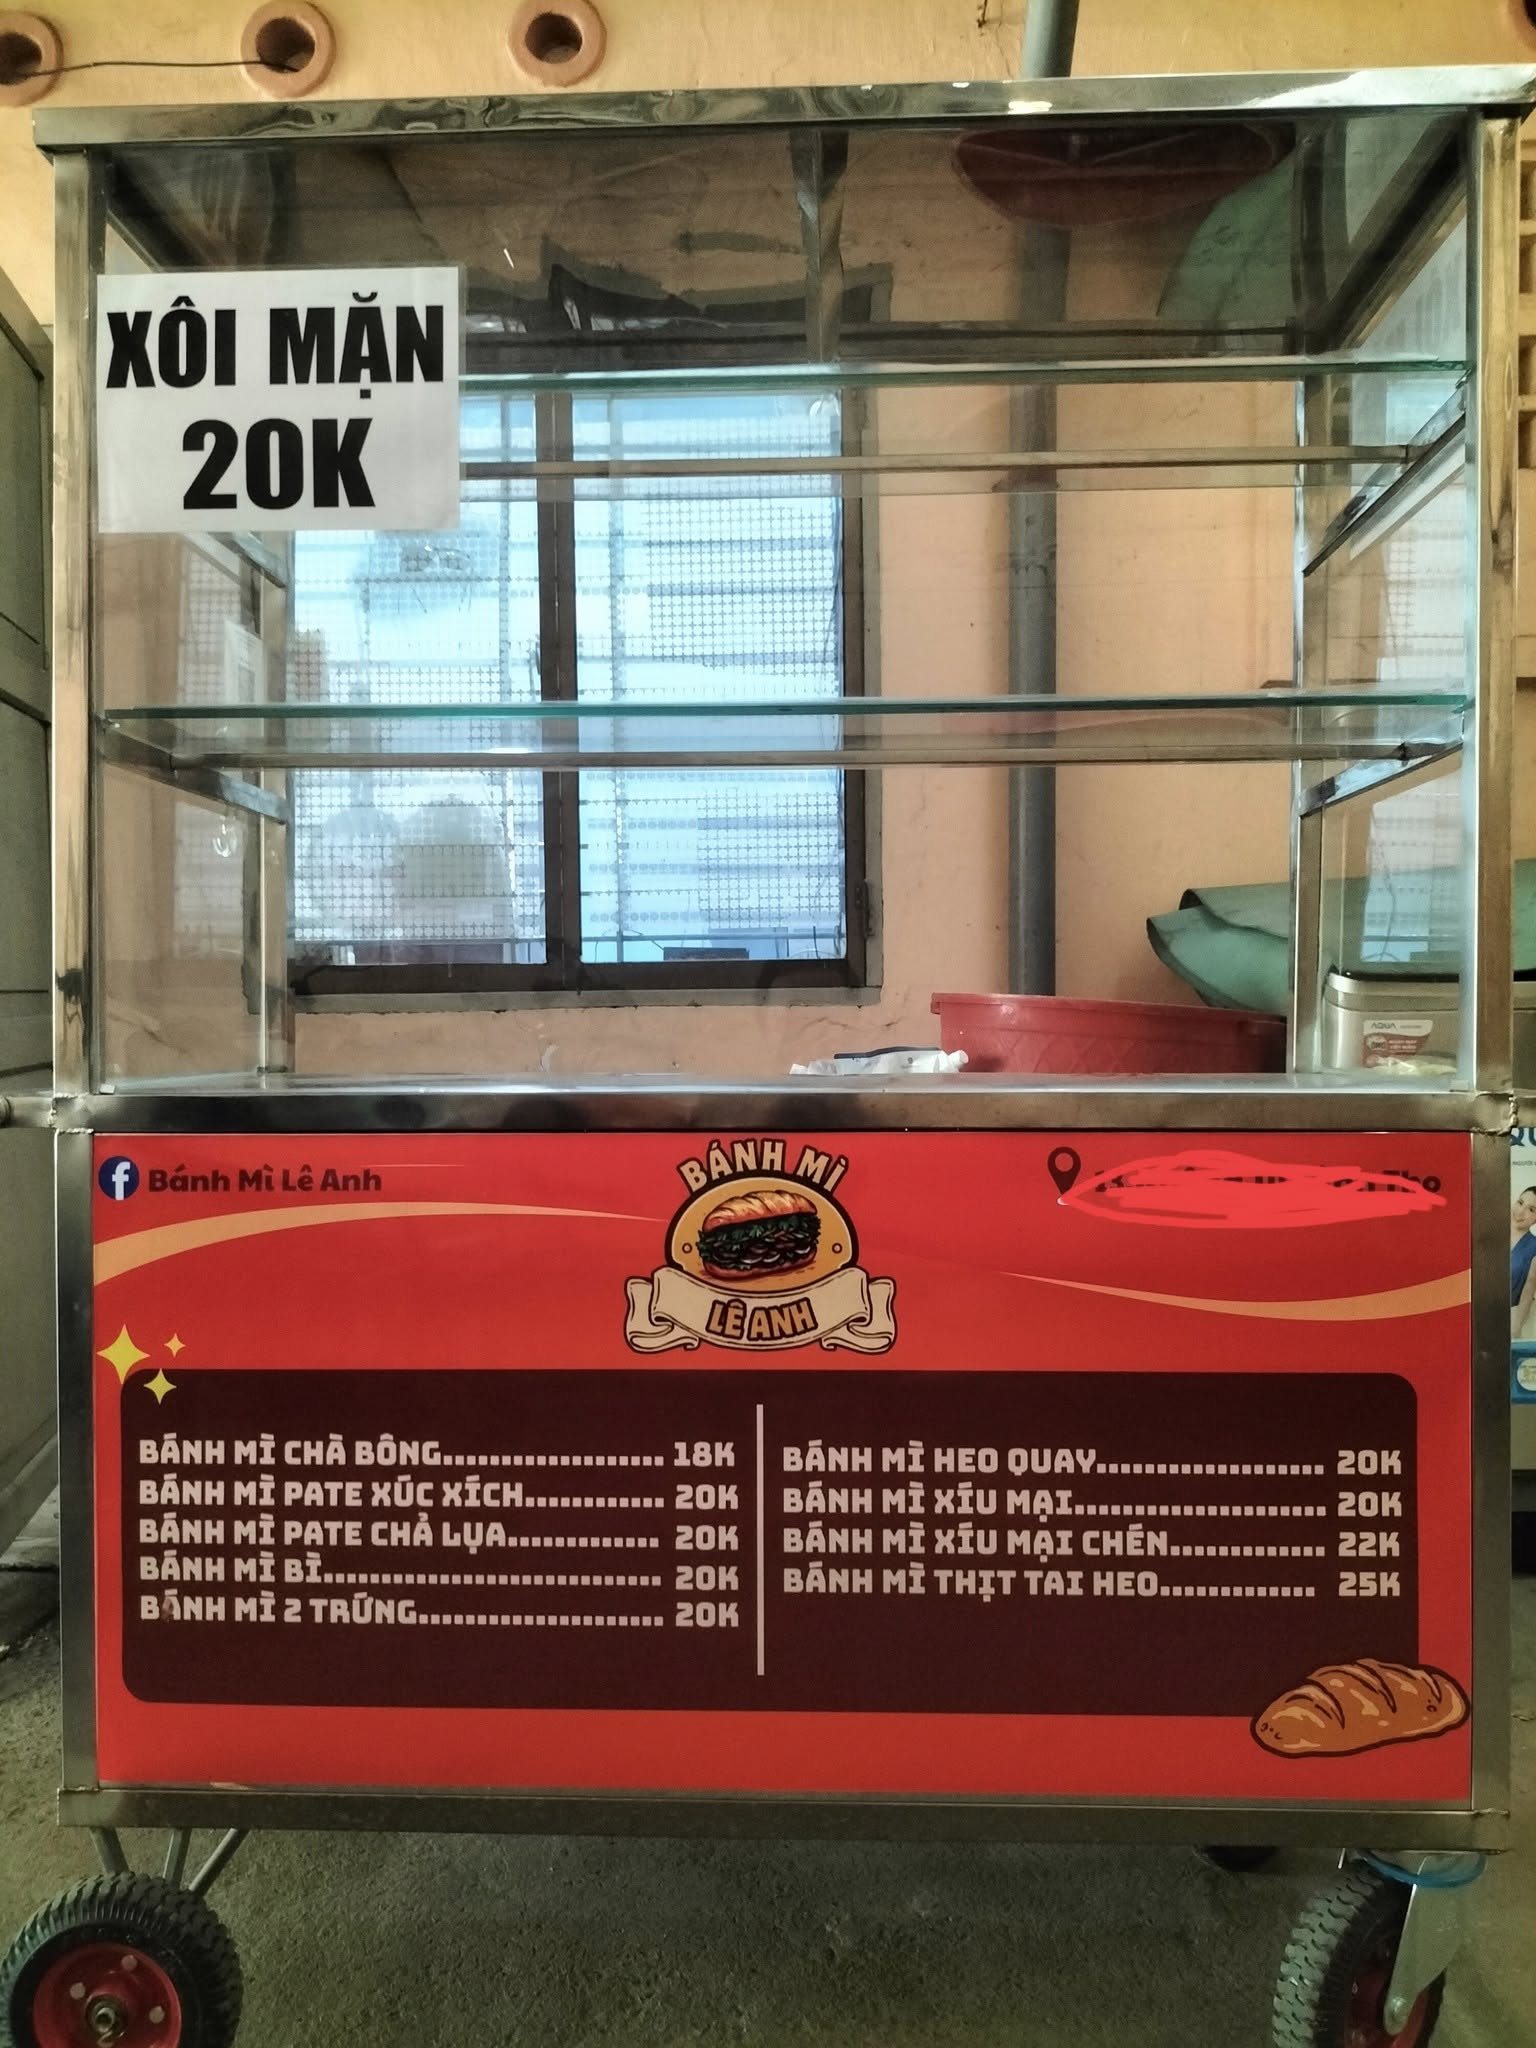 XÔI MẶN
20K
Bánh Mì Lê Anh
BÁNH MÌ
LÊ ANH
BÁNH MÌ CHÀ BÔNG................... 18K
BÁNH MÌ PATE XÚC XÍCH............ 20K
BÁNH MÌ PATE CHẢ LỤA............. 20K
BÁNH MÌ BÌ............................. 20K
BÁNH MÌ 2 TRỨNG..................... 20K
BÁNH MÌ HEO QUAY.................... 20K
BÁNH MÌ XÍU MẠI...................... 20K
BÁNH MÌ XÍU MẠI CHÉN.............. 22K
BÁNH MÌ THỊT TAI HEO.............. 25K
AQUA